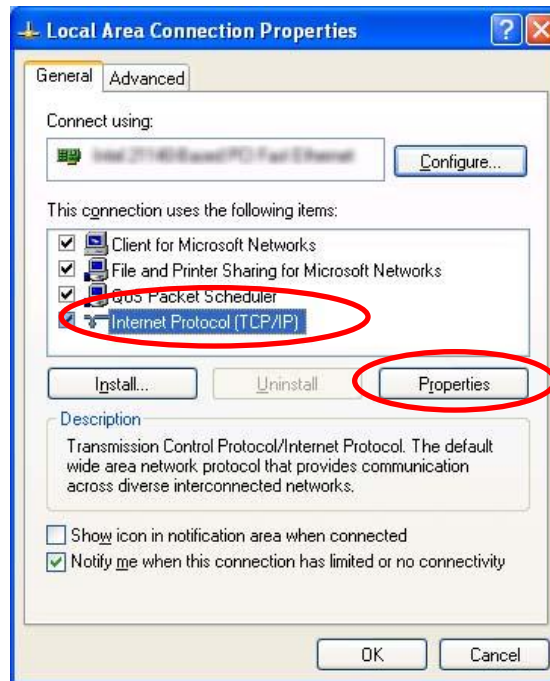 Local Area Connection Properties
General Advanced
Connect using:
Configure...
This connection uses the following items:
Client for Microsoft Networks
File and Printer Sharing for Microsoft Networks
QoS Packet Scheduler
Internet Protocol (TCP/IP)
Install... Uninstall Properties
Description
Transmission Control Protocol/Internet Protocol. The default
wide area network protocol that provides communication
across diverse interconnected networks.
Show icon in notification area when connected
Notify me when this connection has limited or no connectivity
OK Cancel